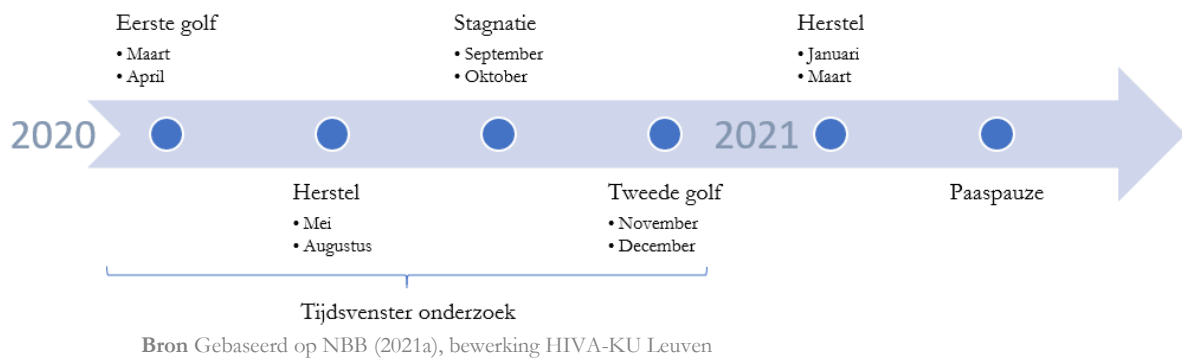 Eerste golf
• Maart
• April
Stagnatie
• September
• Oktober
Herstel
• Januari
• Maart
2020
2021
Herstel
• Mei
• Augustus
Tweede golf
• November
• December
Paaspauze
Tijdsvenster onderzoek
Bron Gebaseerd op NBB (2021a), bewerking HIVA-KU Leuven